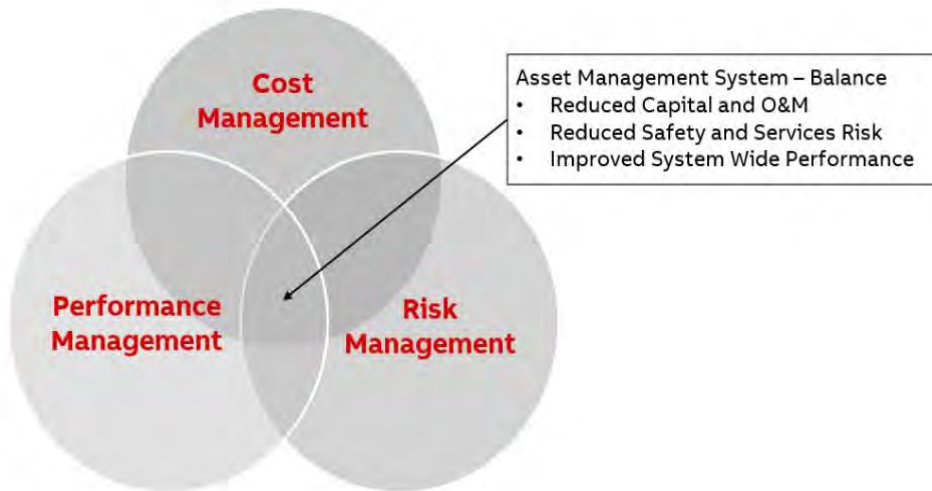 Cost
Management
Asset Management System – Balance
• Reduced Capital and O&M
• Reduced Safety and Services Risk
• Improved System Wide Performance
Performance
Management
Risk
Management